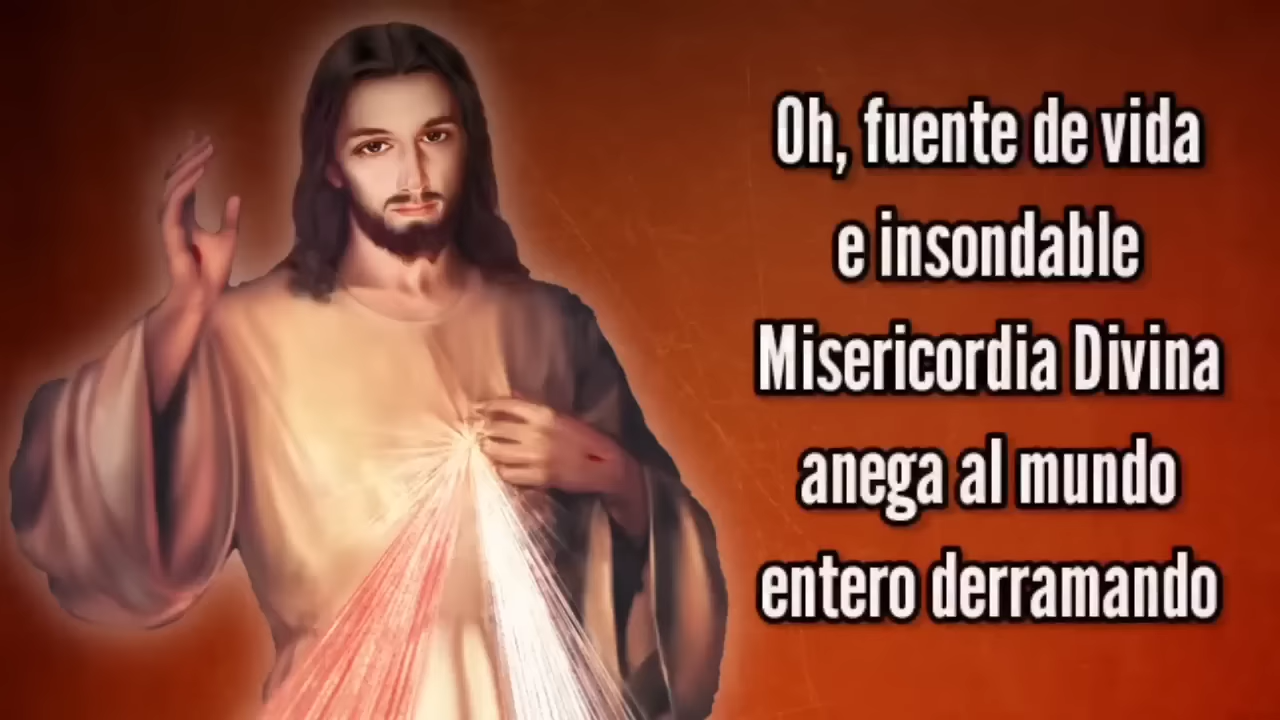 Oh, fuente de vida
e insondable
Misericordia Divina
anega al mundo
entero derramando